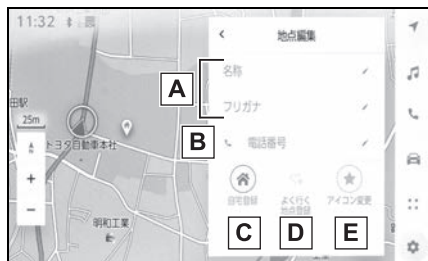 11:32
地点編集
名称
A
フリガナ
B
電話番号
田駅
25m
トヨタ自動車本社
自宅登録
よく行く
地点登録
アイコン変更
C
D
E
明和工業